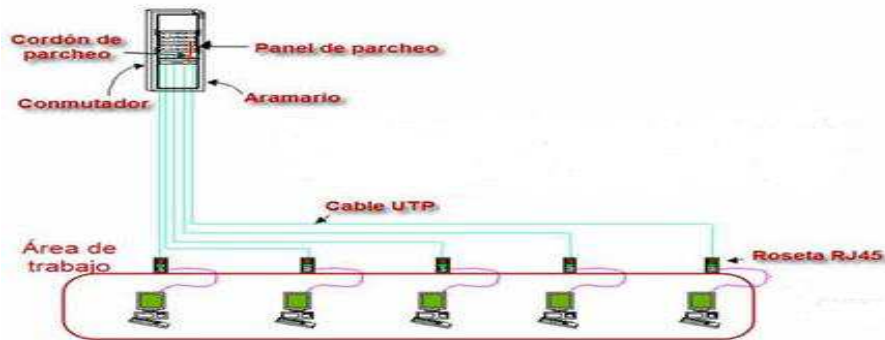 Cordón de
parcheo
Panel de parcheo
Conmutador
Aramario
Cable UTP
Área de
trabajo
Roseta RJ45